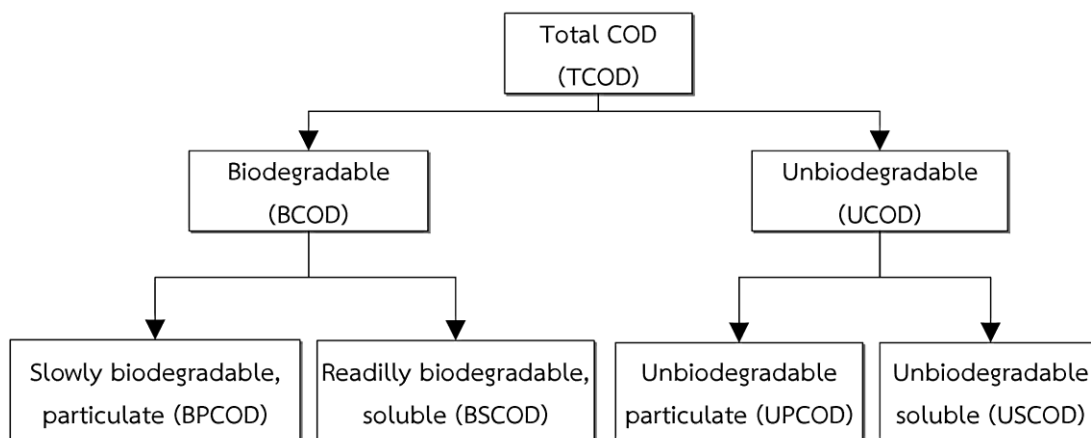 Total COD
(TCOD)
Biodegradable
(BCOD)
Unbiodegradable
(UCOD)
Slowly biodegradable,
particulate (BPCOD)
Readilly biodegradable,
soluble (BSCOD)
Unbiodegradable
particulate (UPCOD)
Unbiodegradable
soluble (USCOD)